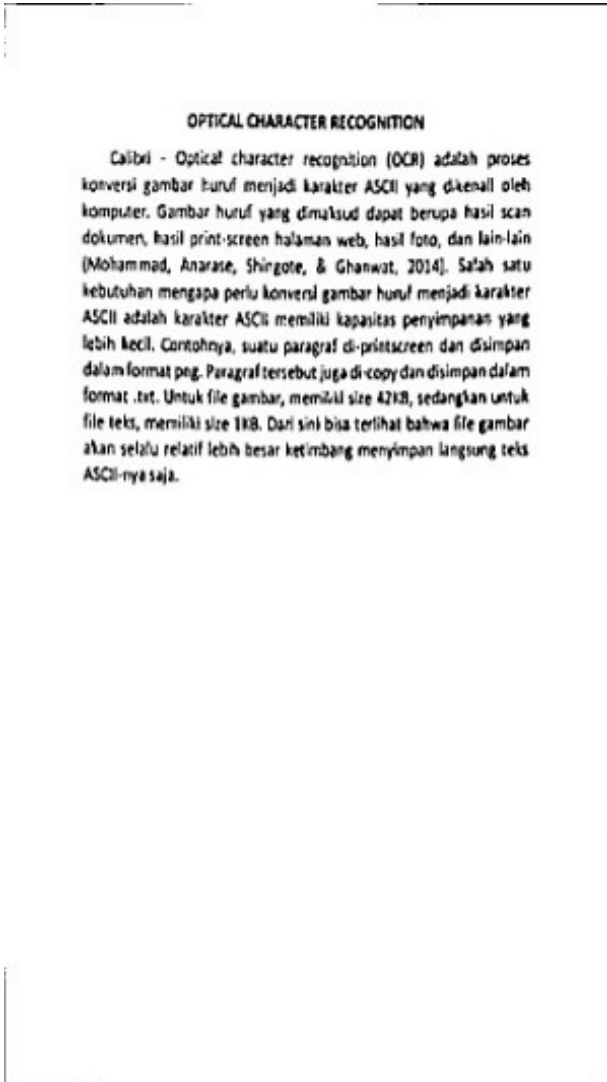 OPTICAL CHARACTER RECOGNITION
Calibri - Optical character recognition (OCR) adalah proses
konversi gambar huruf menjadi karakter ASCII yang dikenali oleh
komputer. Gambar huruf yang dimaksud dapat berupa hasil scan
dokumen, hasil print-screen halaman web, hasil foto, dan lain-lain
(Mohammad, Anarase, Shingote, & Ghanwat, 2014). Salah satu
kebutuhan mengapa perlu konversi gambar huruf menjadi karakter
ASCII adalah karakter ASCII memiliki kapasitas penyimpanan yang
lebih kecil. Contohnya, suatu paragraf di-printscreen dan disimpan
dalam format png. Paragraf tersebut juga di-copy dan disimpan dalam
format .txt. Untuk file gambar, memiliki size 42KB, sedangkan untuk
file teks, memiliki size 1KB. Dari sini bisa terlihat bahwa file gambar
akan selalu relatif lebih besar ketimbang menyimpan langsung teks
ASCII-nya saja.